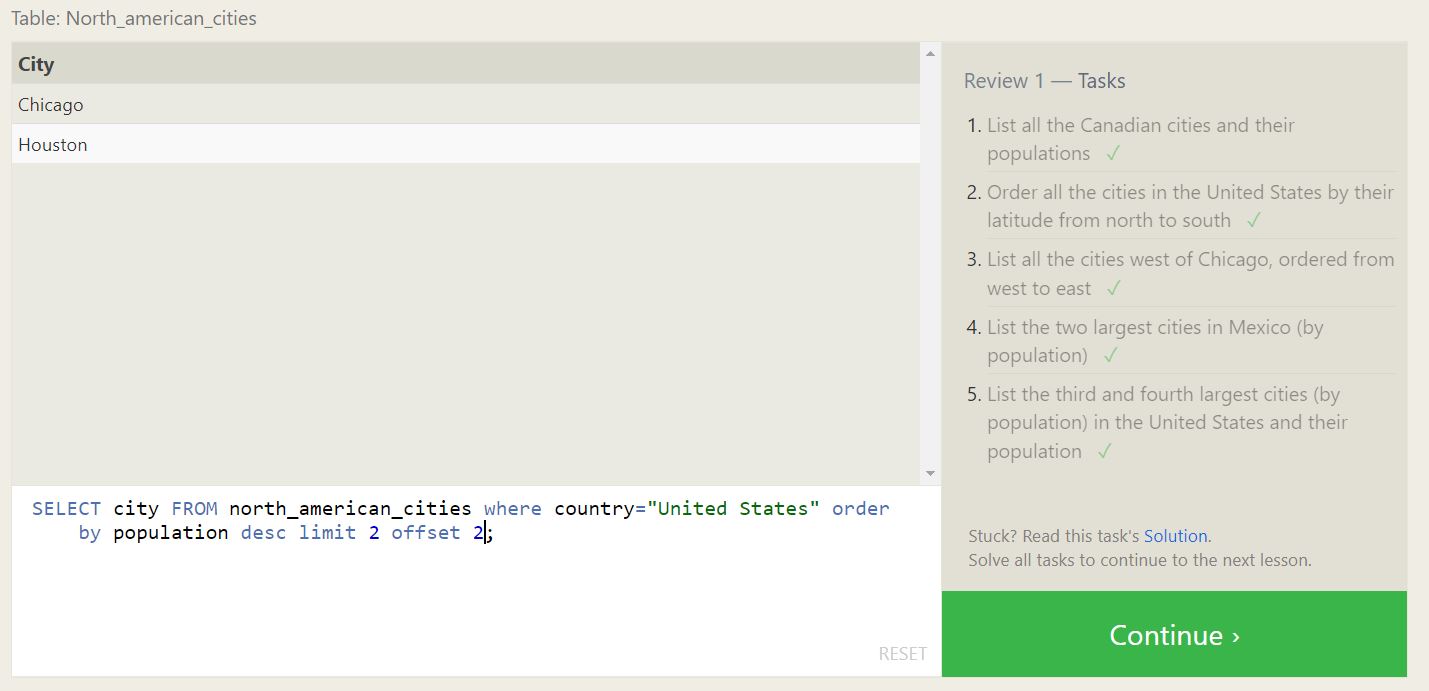 Table: North_american_cities
City
Chicago
Houston
SELECT city FROM north_american_cities where country="United States" order
by population desc limit 2 offset 2;
RESET
Review 1 — Tasks
1. List all the Canadian cities and their
populations ✓
2. Order all the cities in the United States by their
latitude from north to south ✓
3. List all the cities west of Chicago, ordered from
west to east ✓
4. List the two largest cities in Mexico (by
population) ✓
5. List the third and fourth largest cities (by
population) in the United States and their
population ✓
Stuck? Read this task's Solution.
Solve all tasks to continue to the next lesson.
Continue ›